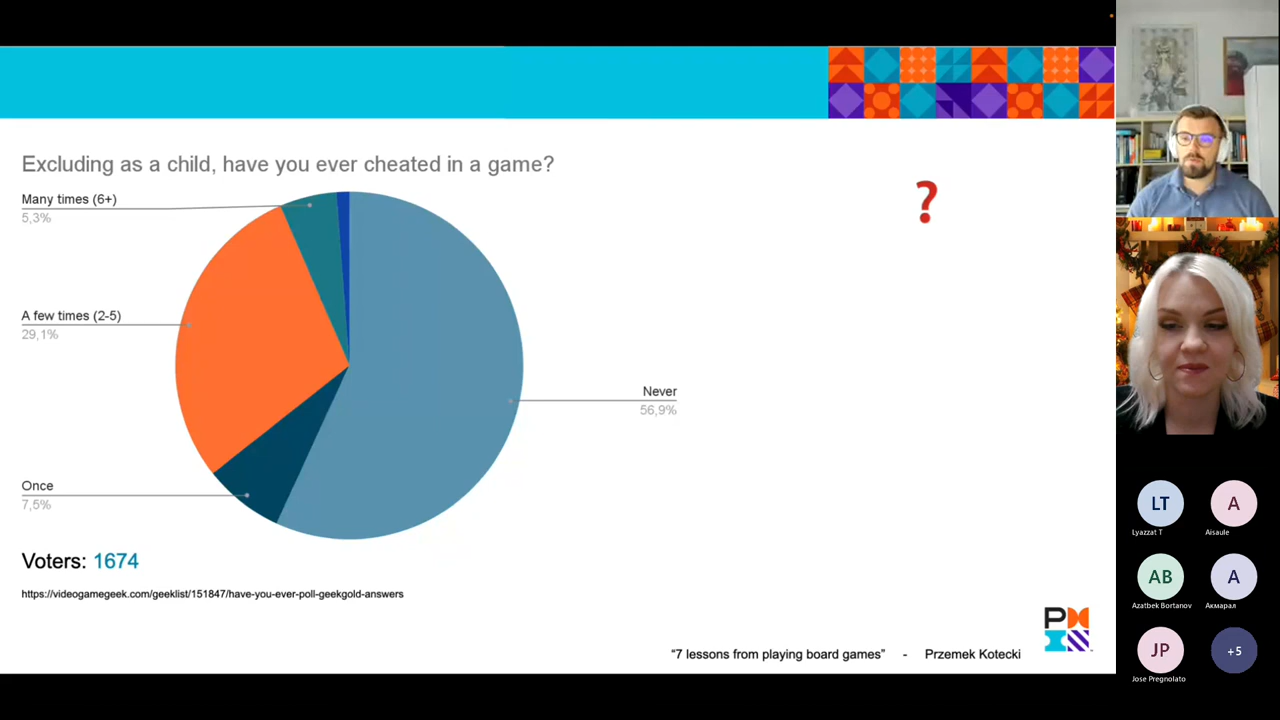 Excluding as a child, have you ever cheated in a game?
?
Many times (6+)
5,3%
A few times (2-5)
29,1%
Never
56,9%
Once
7,5%
Voters: 1674
https://videogamegeek.com/geeklist/151847/have-you-ever-poll-geekgold-answers
"7 lessons from playing board games" - Przemek Kotecki
PM
LT
A
Lyazzat T
Aisaule
AB
A
Azatbek Bortanov
Акмарал
JP
+5
Jose Pregnolato